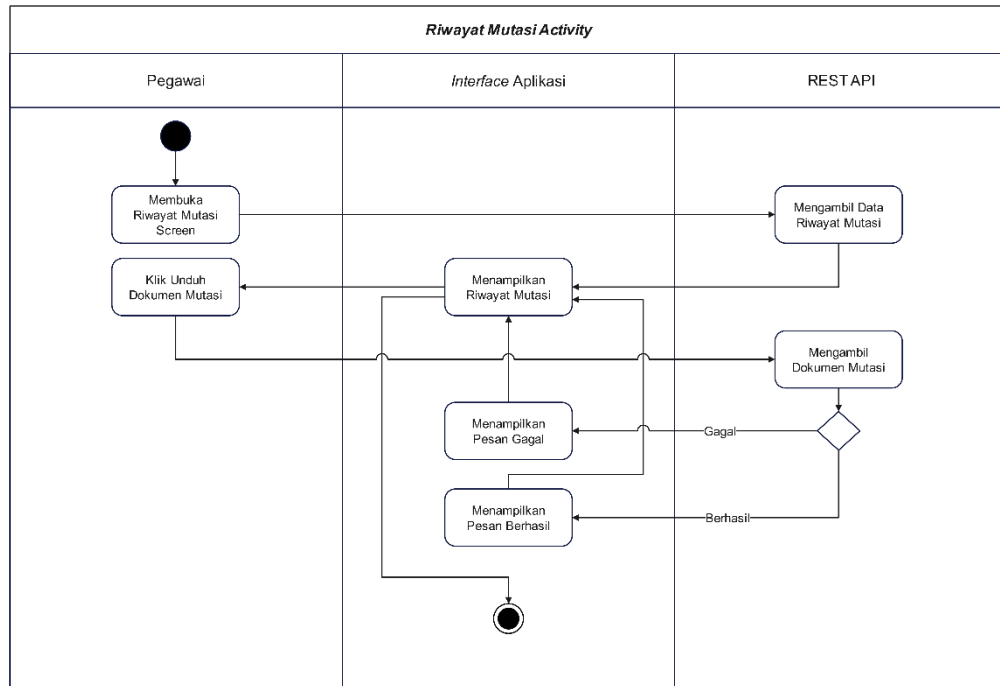 Riwayat Mutasi Activity
Pegawai
Interface Aplikasi
REST API
Membuka
Riwayat Mutasi
Screen
Mengambil Data
Riwayat Mutasi
Klik Unduh
Dokumen Mutasi
Menampilkan
Riwayat Mutasi
Mengambil
Dokumen Mutasi
Menampilkan
Pesan Gagal
Gagal
Menampilkan
Pesan Berhasil
Berhasil